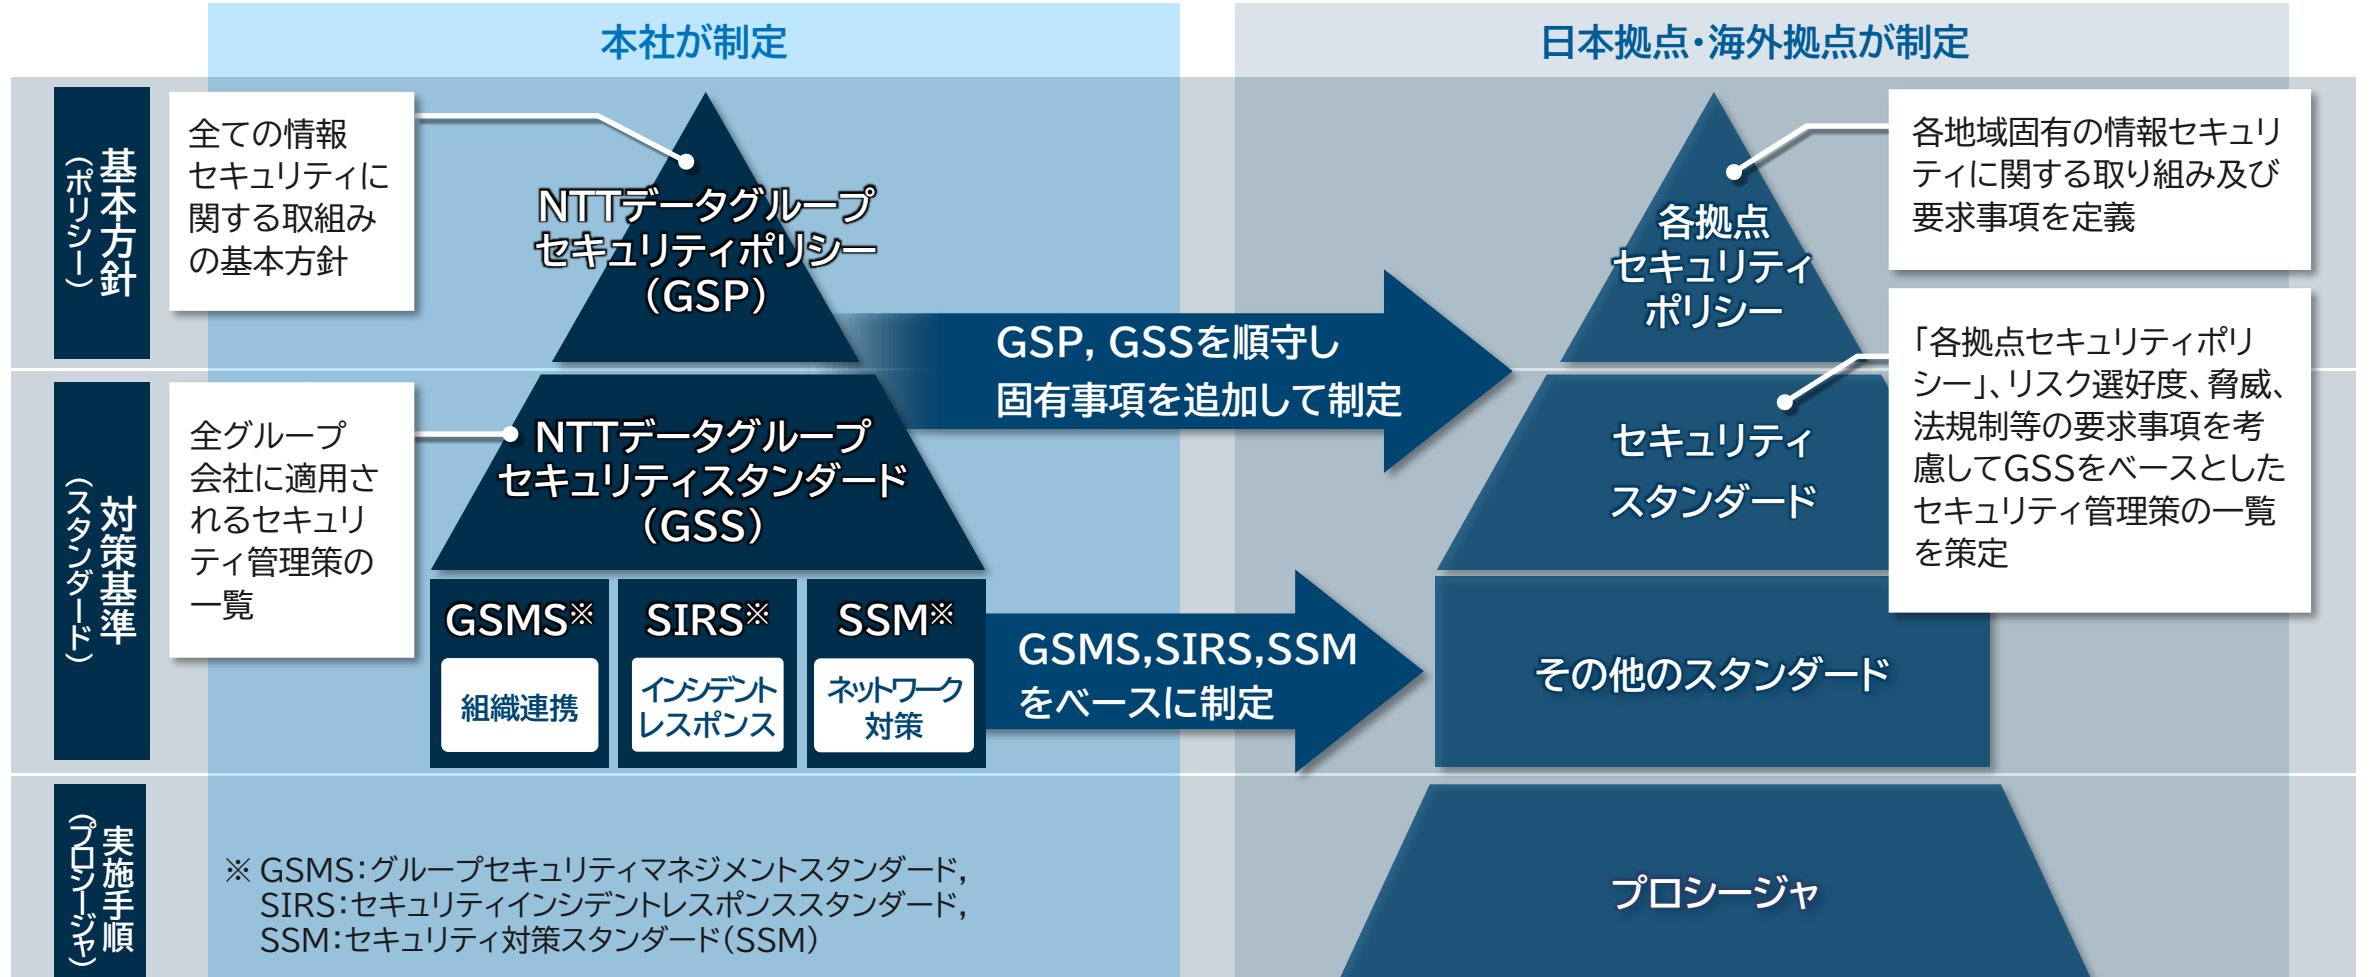 本社が制定
日本拠点・海外拠点が制定
基本方針
（ポリシー）
全ての情報
セキュリティに
関する取組み
の基本方針
NTTデータグループ
セキュリティポリシー
（GSP）
GSP, GSSを順守し
固有事項を追加して制定
各拠点
セキュリティ
ポリシー
各地域固有の情報セキュリ
ティに関する取り組み及び
要求事項を定義
対策基準
（スタンダード）
全グループ
会社に適用さ
れるセキュリ
ティ管理策の
一覧
NTTデータグループ
セキュリティスタンダード
（GSS）
セキュリティ
スタンダード
「各拠点セキュリティポリ
シー」、リスク選好度、脅威、
法規制等の要求事項を考
慮してGSSをベースとした
セキュリティ管理策の一覧
を策定
GSMS※
組織連携
SIRS※
インシデント
レスポンス
SSM※
ネットワーク
対策
GSMS,SIRS,SSM
をベースに制定
その他のスタンダード
実施手順
（プロシージャ）
※ GSMS：グループセキュリティマネジメントスタンダード，
SIRS：セキュリティインシデントレスポンススタンダード，
SSM：セキュリティ対策スタンダード（SSM）
プロシージャ